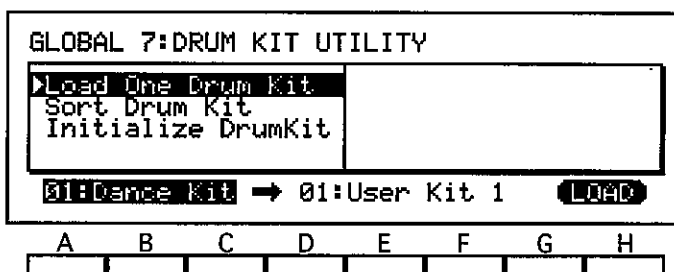 GLOBAL 7:DRUM KIT UTILITY
Load One Drum Kit
Sort Drum Kit
Initialize DrumKit
01:Dance Kit ➡ 01:User Kit 1 LOAD
A B C D E F G H